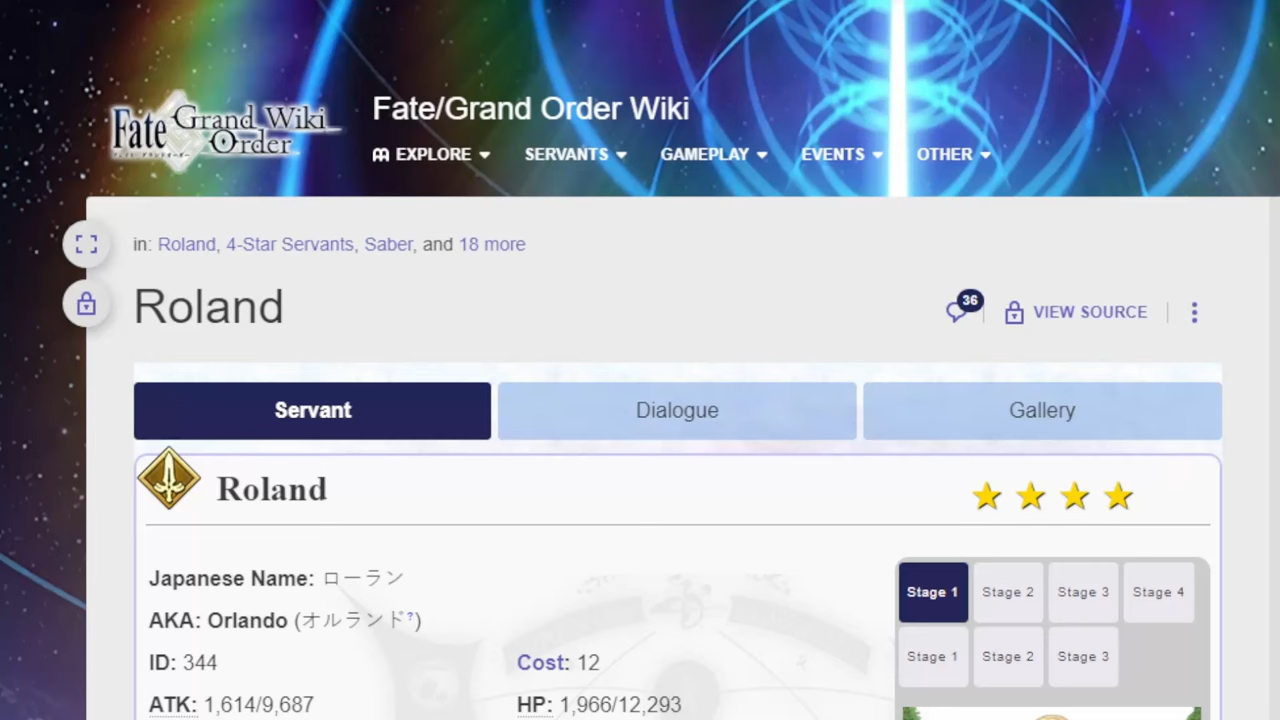 Fate Grand Wiki
Order
Fate/Grand Order Wiki
EXPLORE SERVANTS GAMEPLAY EVENTS OTHER
in: Roland, 4-Star Servants, Saber, and 18 more
Roland
36
VIEW SOURCE
Servant Dialogue Gallery
Roland
Japanese Name: ローラン
AKA: Orlando (オルランド?)
ID: 344
Cost: 12
ATK: 1,614/9,687
HP: 1,966/12,293
Stage 1 Stage 2 Stage 3 Stage 4
Stage 1 Stage 2 Stage 3